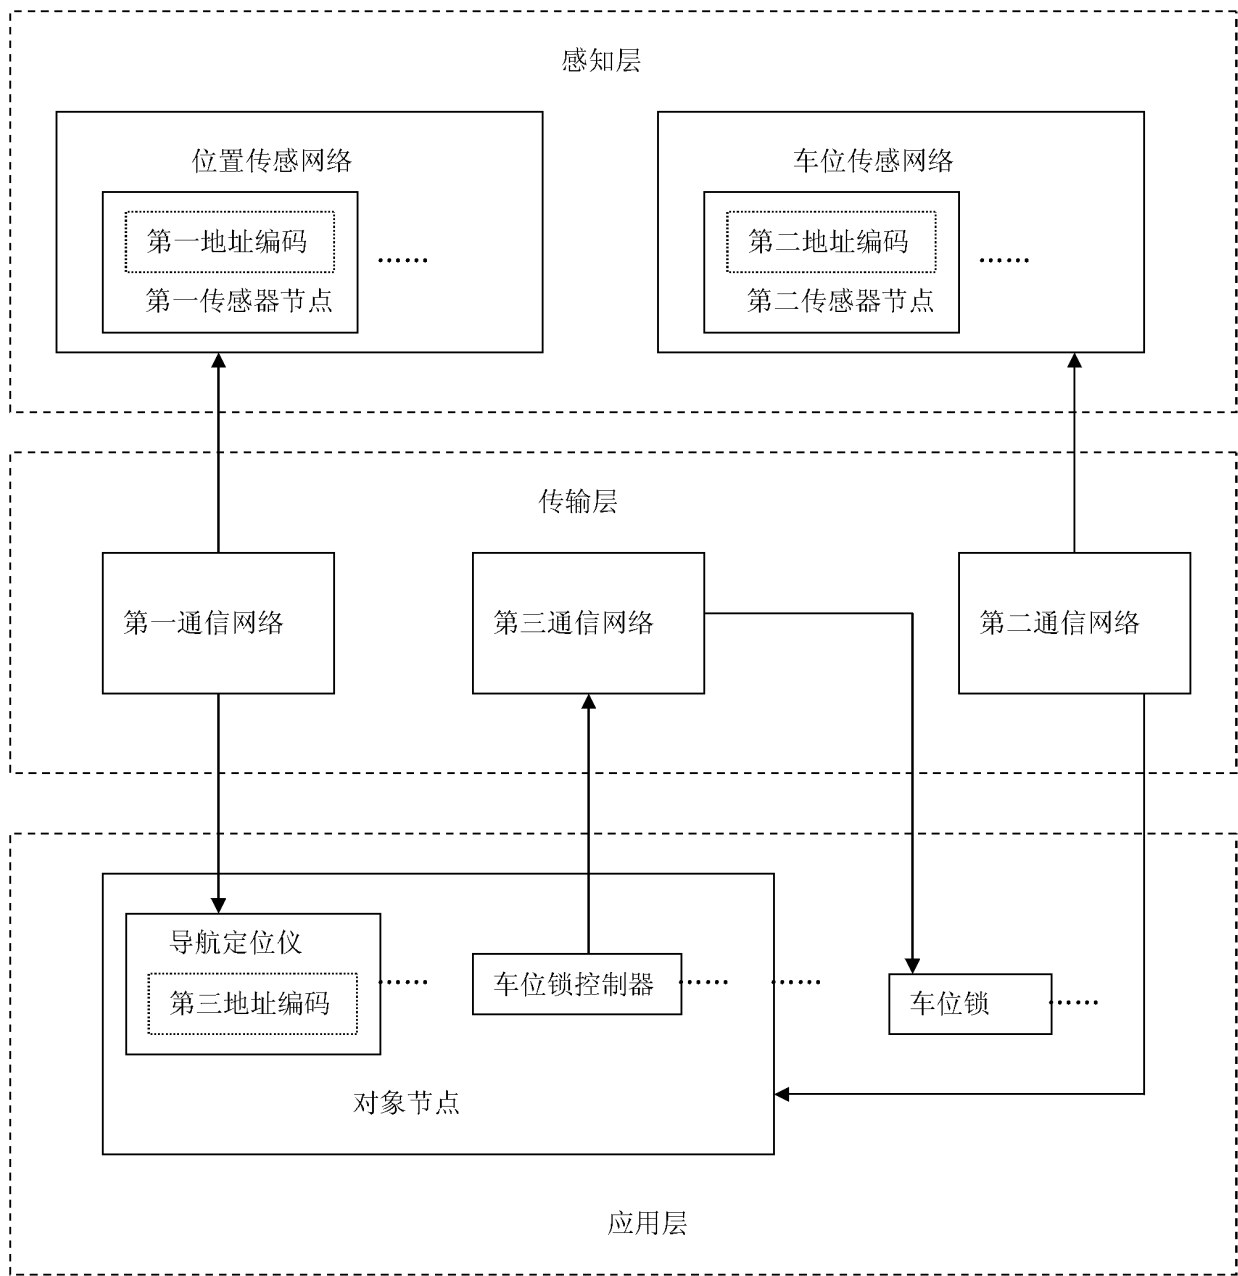 感知层
位置传感网络
第一地址编码
第一传感器节点
……
车位传感网络
第二地址编码
第二传感器节点
……
传输层
第一通信网络
第三通信网络
第二通信网络
导航定位仪
第三地址编码
……
车位锁控制器
……
……
车位锁
……
对象节点
应用层